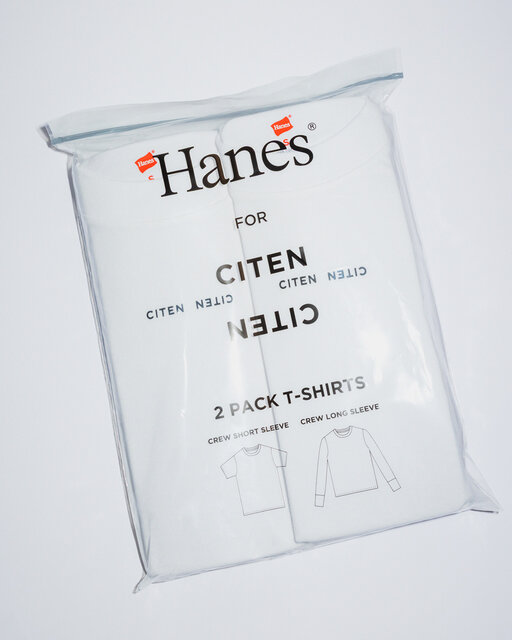 Hanes
S
Hanes
S
Hanes®
FOR
CITEN
CITEN CITEN
CITEN CITEN
CITEN
2 PACK T-SHIRTS
CREW SHORT SLEEVE
CREW LONG SLEEVE